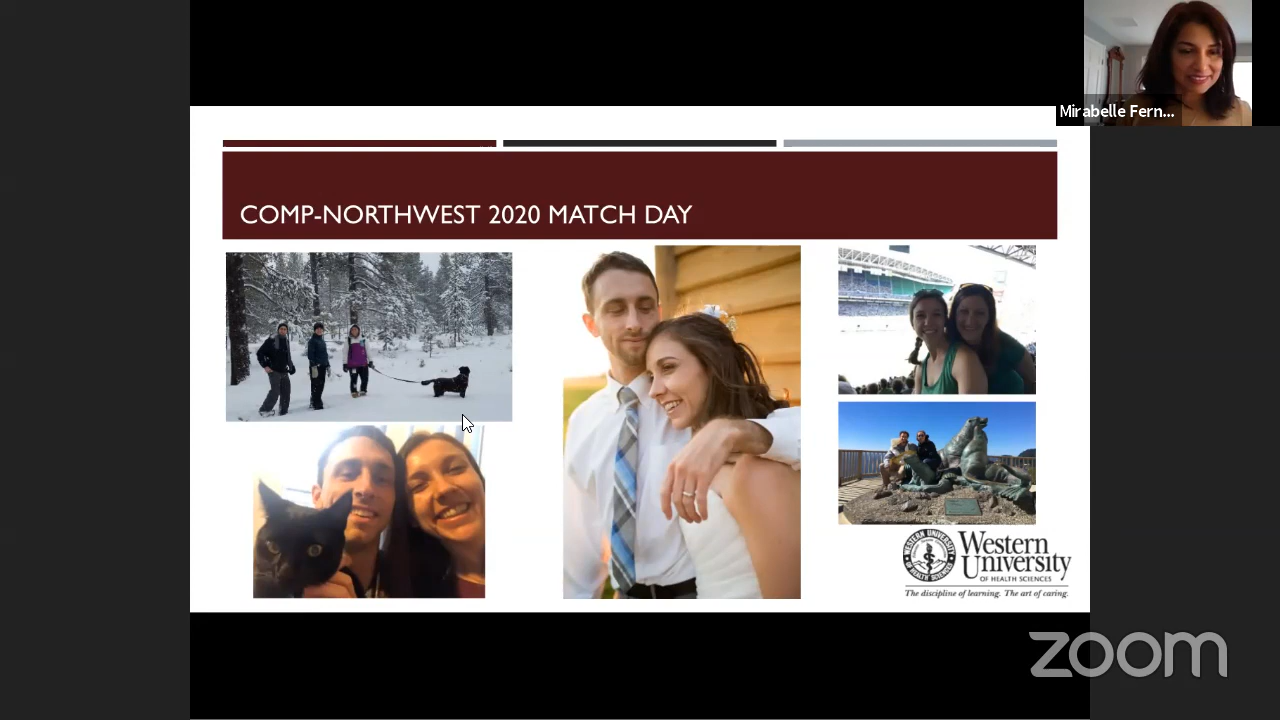 Mirabelle Fern...
COMP-NORTHWEST 2020 MATCH DAY
Western
University
OF HEALTH SCIENCES
The discipline of learning. The art of caring.
zoom